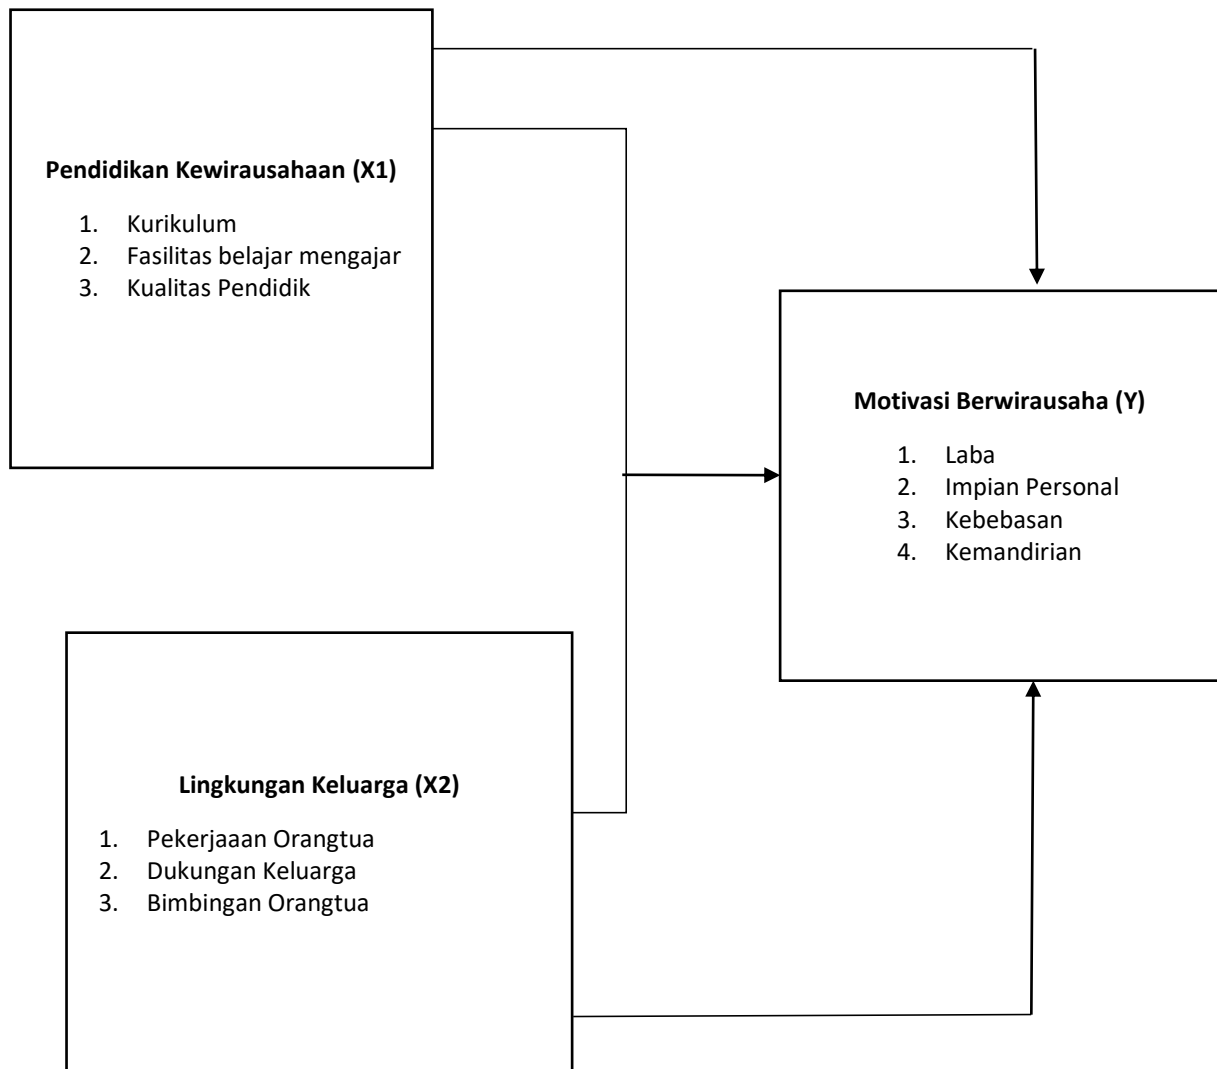 Pendidikan Kewirausahaan (X1)
1. Kurikulum
2. Fasilitas belajar mengajar
3. Kualitas Pendidik
Motivasi Berwirausaha (Y)
1. Laba
2. Impian Personal
3. Kebebasan
4. Kemandirian
Lingkungan Keluarga (X2)
1. Pekerjaaan Orangtua
2. Dukungan Keluarga
3. Bimbingan Orangtua